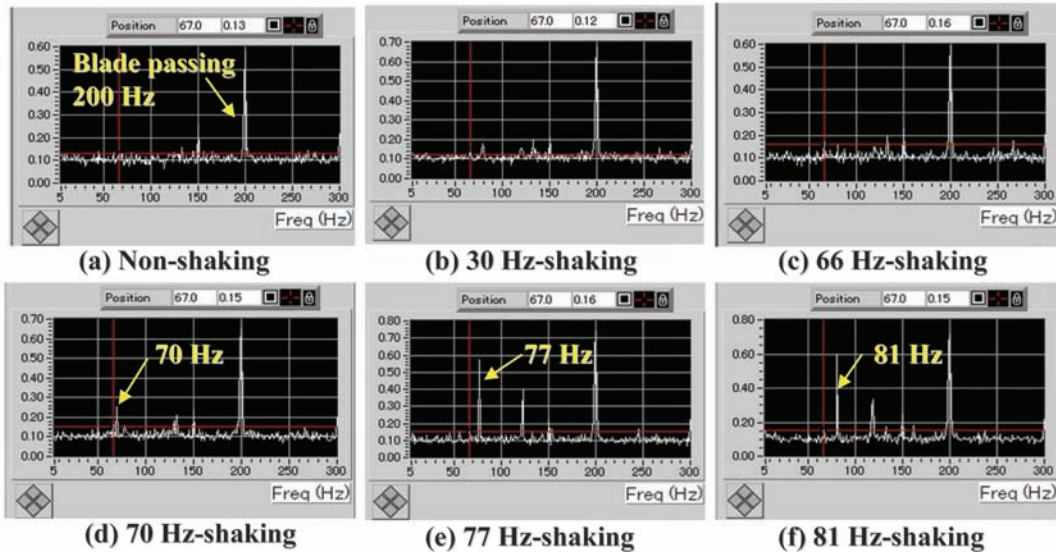 Position 67.0 0.13
0.60
0.50
0.40
0.30
0.20
0.10
0.00
Blade passing
200 Hz
5 50 100 150 200 250 300
Freq (Hz)
(a) Non-shaking
Position 67.0 0.12
0.70
0.60
0.50
0.40
0.30
0.20
0.10
0.00
5 50 100 150 200 250 300
Freq (Hz)
(b) 30 Hz-shaking
Position 67.0 0.16
0.60
0.50
0.40
0.30
0.20
0.10
0.00
5 50 100 150 200 250 300
Freq (Hz)
(c) 66 Hz-shaking
Position 67.0 0.15
0.70
0.60
0.50
0.40
0.30
0.20
0.10
0.00
70 Hz
5 50 100 150 200 250 300
Freq (Hz)
(d) 70 Hz-shaking
Position 67.0 0.16
0.80
0.70
0.60
0.50
0.40
0.30
0.20
0.10
0.00
77 Hz
5 50 100 150 200 250 300
Freq (Hz)
(e) 77 Hz-shaking
Position 67.0 0.15
0.80
0.60
0.40
0.20
0.00
81 Hz
5 50 100 150 200 250 300
Freq (Hz)
(f) 81 Hz-shaking